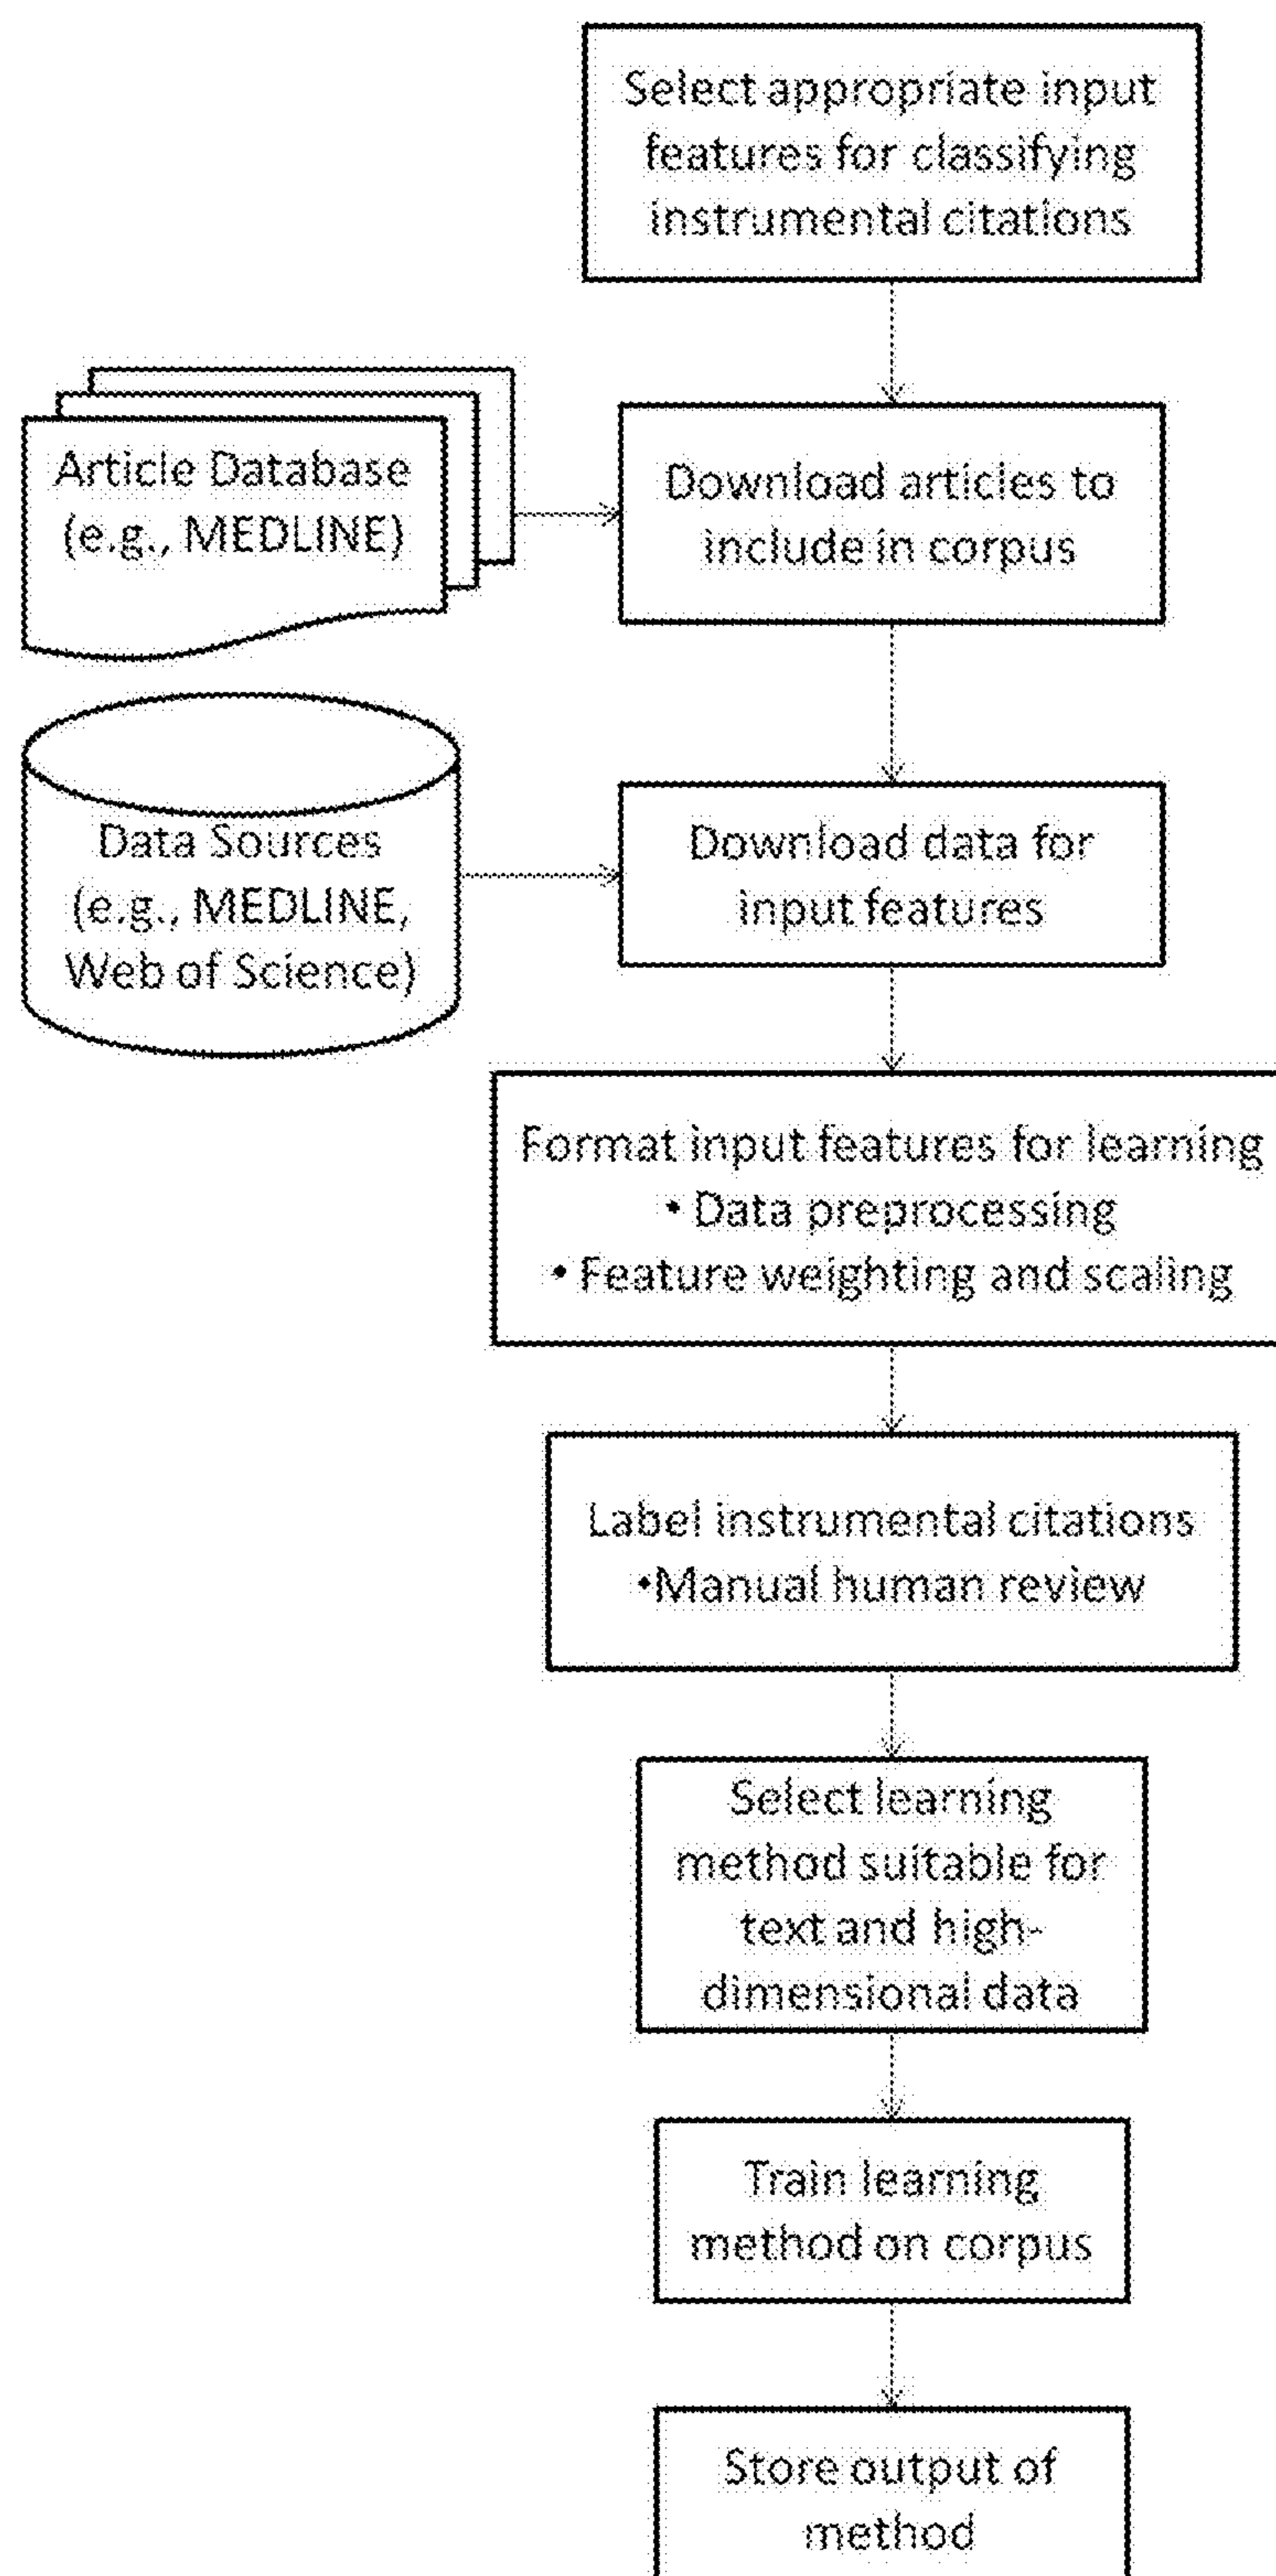 Select appropriate input
features for classifying
instrumental citations
Article Database
(e.g., MEDLINE)
Download articles to
include in corpus
Data Sources
(e.g., MEDLINE,
Web of Science)
Download data for
input features
Format input features for learning
• Data preprocessing
• Feature weighting and scaling
Label instrumental citations
•Manual human review
Select learning
method suitable for
text and high-
dimensional data
Train learning
method on corpus
Store output of
method